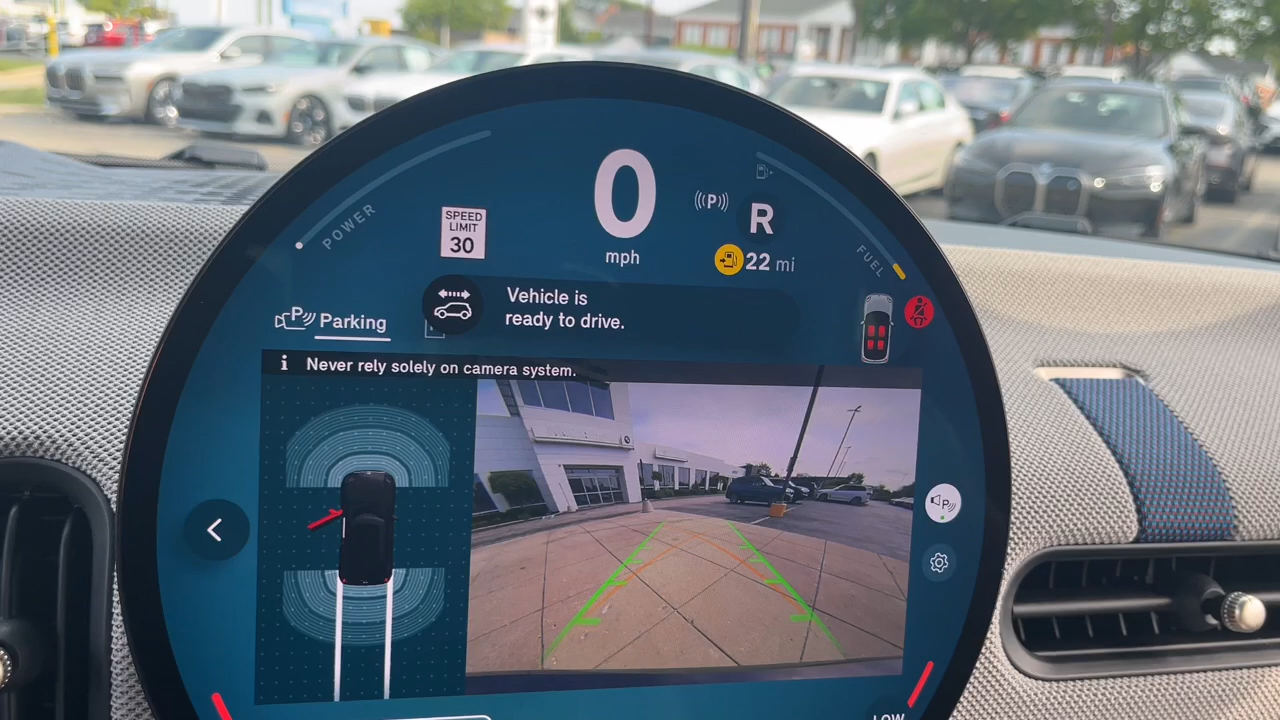 0
mph
SPEED
LIMIT
30
POWER
(((P)))
R
22 mi
FUEL
Vehicle is
ready to drive.
P Parking
i Never rely solely on camera system.
P
LOW